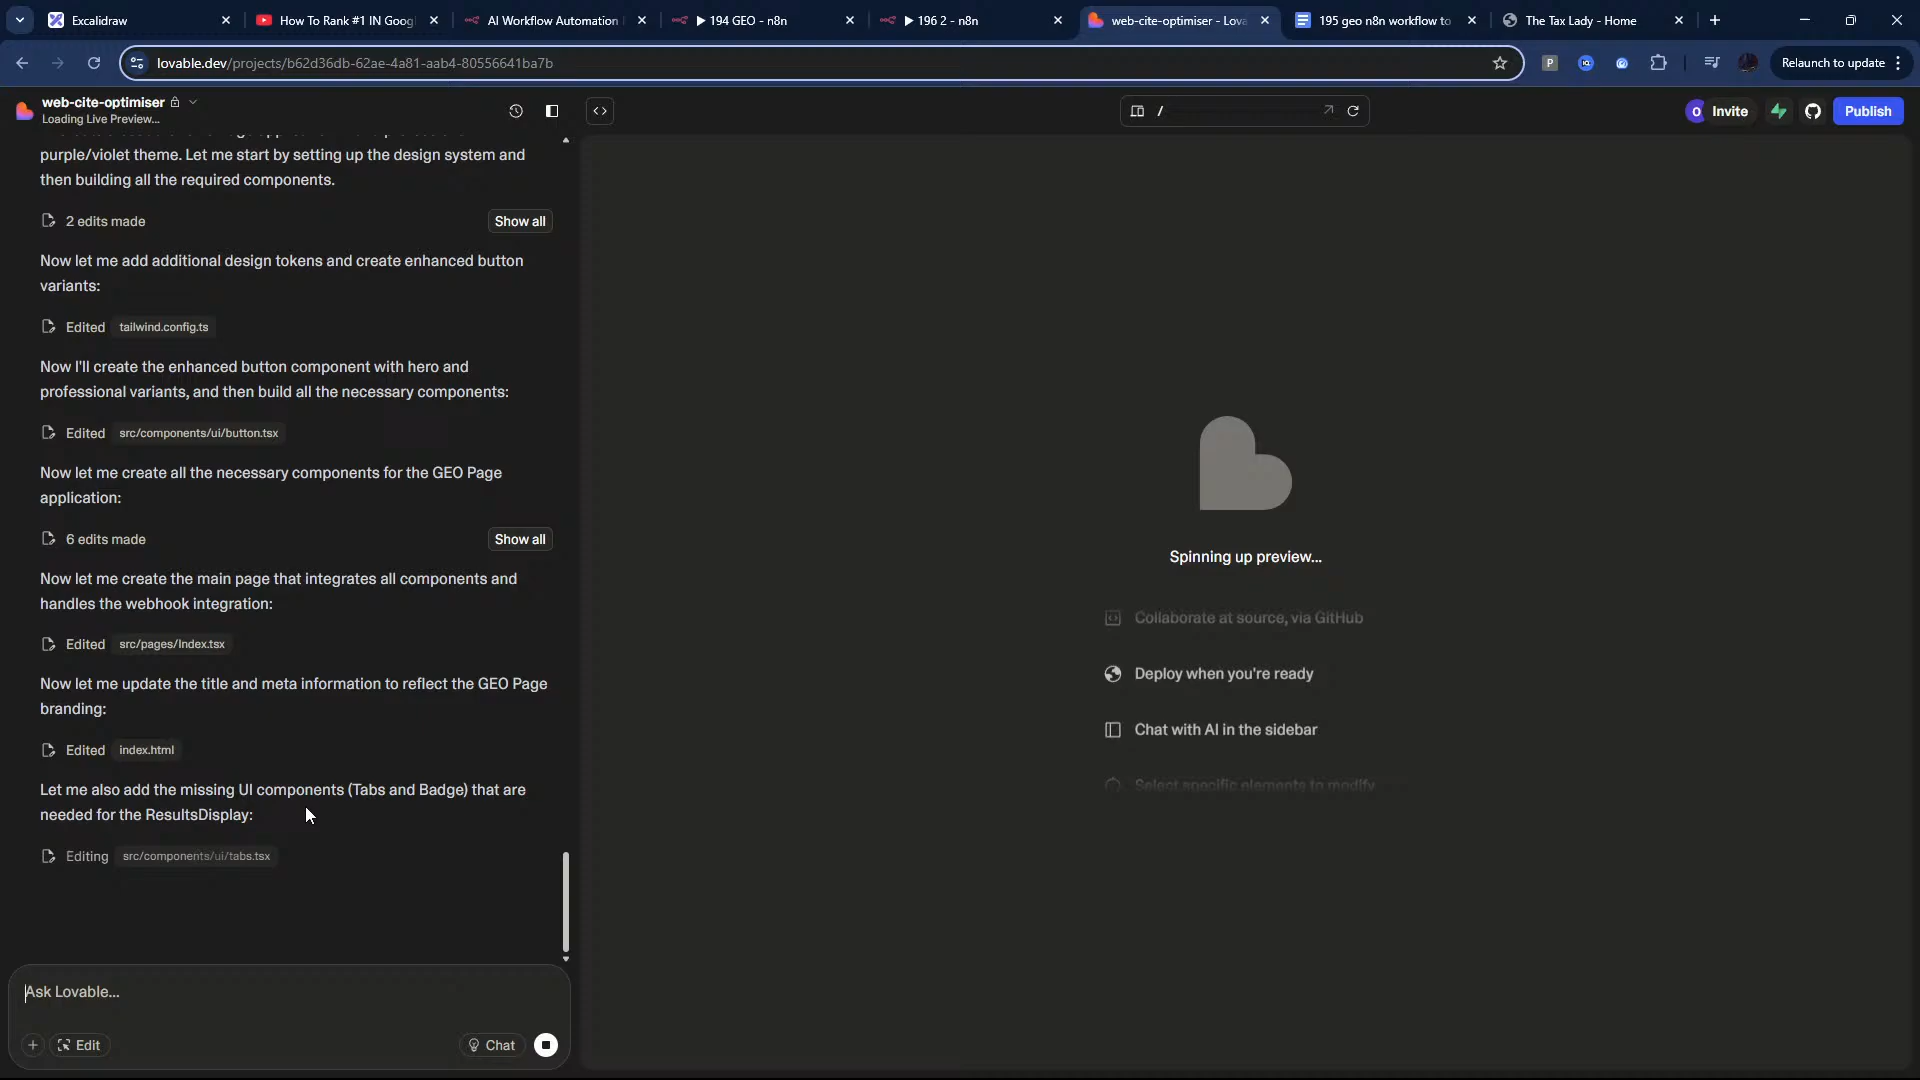 Excalidraw
How To Rank #1 IN Goog
AI Workflow Automation
▶ 194 GEO - n8n
▶ 196 2 - n8n
web-cite-optimiser - Lova
195 geo n8n workflow to
The Tax Lady - Home
lovable.dev/projects/b62d36db-62ae-4a81-aab4-80556641ba7b
P
Relaunch to update
web-cite-optimiser
Loading Live Preview...
/
O
Invite
Publish
purple/violet theme. Let me start by setting up the design system and
then building all the required components.
2 edits made
Show all
Now let me add additional design tokens and create enhanced button
variants:
Edited tailwind.config.ts
Now I'll create the enhanced button component with hero and
professional variants, and then build all the necessary components:
Edited src/components/ui/button.tsx
Now let me create all the necessary components for the GEO Page
application:
6 edits made
Show all
Now let me create the main page that integrates all components and
handles the webhook integration:
Edited src/pages/Index.tsx
Now let me update the title and meta information to reflect the GEO Page
branding:
Edited index.html
Let me also add the missing UI components (Tabs and Badge) that are
needed for the ResultsDisplay:
Editing src/components/ui/tabs.tsx
Ask Lovable...
Edit
Chat
Spinning up preview...
Collaborate at source, via GitHub
Deploy when you're ready
Chat with AI in the sidebar
Select specific elements to modify